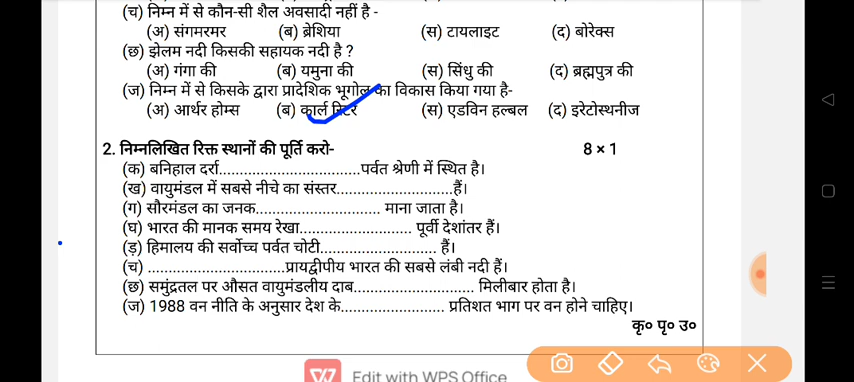 (च) निम्न में से कौन-सी शैल अवसादी नहीं है -
(अ) संगमरमर (ब) ब्रेशिया (स) टायलाइट (द) बोरेक्स
(छ) झेलम नदी किसकी सहायक नदी है ?
(अ) गंगा की (ब) यमुना की (स) सिंधु की (द) ब्रह्मपुत्र की
(ज) निम्न में से किसके द्वारा प्रादेशिक भूगोल का विकास किया गया है-
(अ) आर्थर होम्स (ब) कार्ल रिटर (स) एडविन हल्बल (द) इरेटोस्थनीज
2. निम्नलिखित रिक्त स्थानों की पूर्ति करो- 8 × 1
(क) बनिहाल दर्रा................................पर्वत श्रेणी में स्थित है।
(ख) वायुमंडल में सबसे नीचे का संस्तर..........................हैं।
(ग) सौरमंडल का जनक............................ माना जाता है।
(घ) भारत की मानक समय रेखा......................... पूर्वी देशांतर हैं।
(ड़) हिमालय की सर्वोच्च पर्वत चोटी.......................... हैं।
(च) ...............................प्रायद्वीपीय भारत की सबसे लंबी नदी हैं।
(छ) समुंद्रतल पर औसत वायुमंडलीय दाब........................... मिलीबार होता है।
(ज) 1988 वन नीति के अनुसार देश के....................... प्रतिशत भाग पर वन होने चाहिए।
कृ० पृ० उ०
Edit with WPS Office